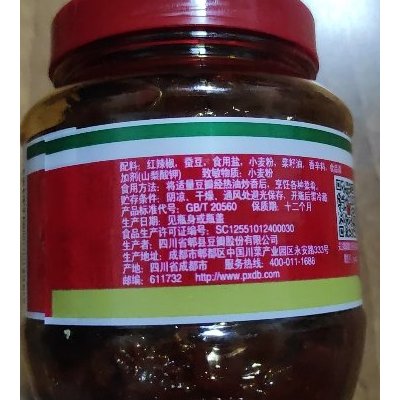 配料：红辣椒、蚕豆、食用盐、小麦粉、菜籽油、香辛料、食品添
加剂(山梨酸钾)　致敏物质：小麦粉
食用方法：将适量豆瓣经热油炒香后，烹饪各种菜肴。
贮存条件：阴凉、干燥、通风处避光保存，开瓶后需冷藏
产品标准代号：GB/T 20560　保质期：十二个月
生产日期：见瓶身或瓶盖
食品生产许可证编号：SC12551012400030
生产者：四川省郫县豆瓣股份有限公司
生产地址：成都市郫都区中国川菜产业化园区永安路333号
产地：四川省成都市　服务热线：400-011-1686
邮编：611732　http://www.pxdb.com